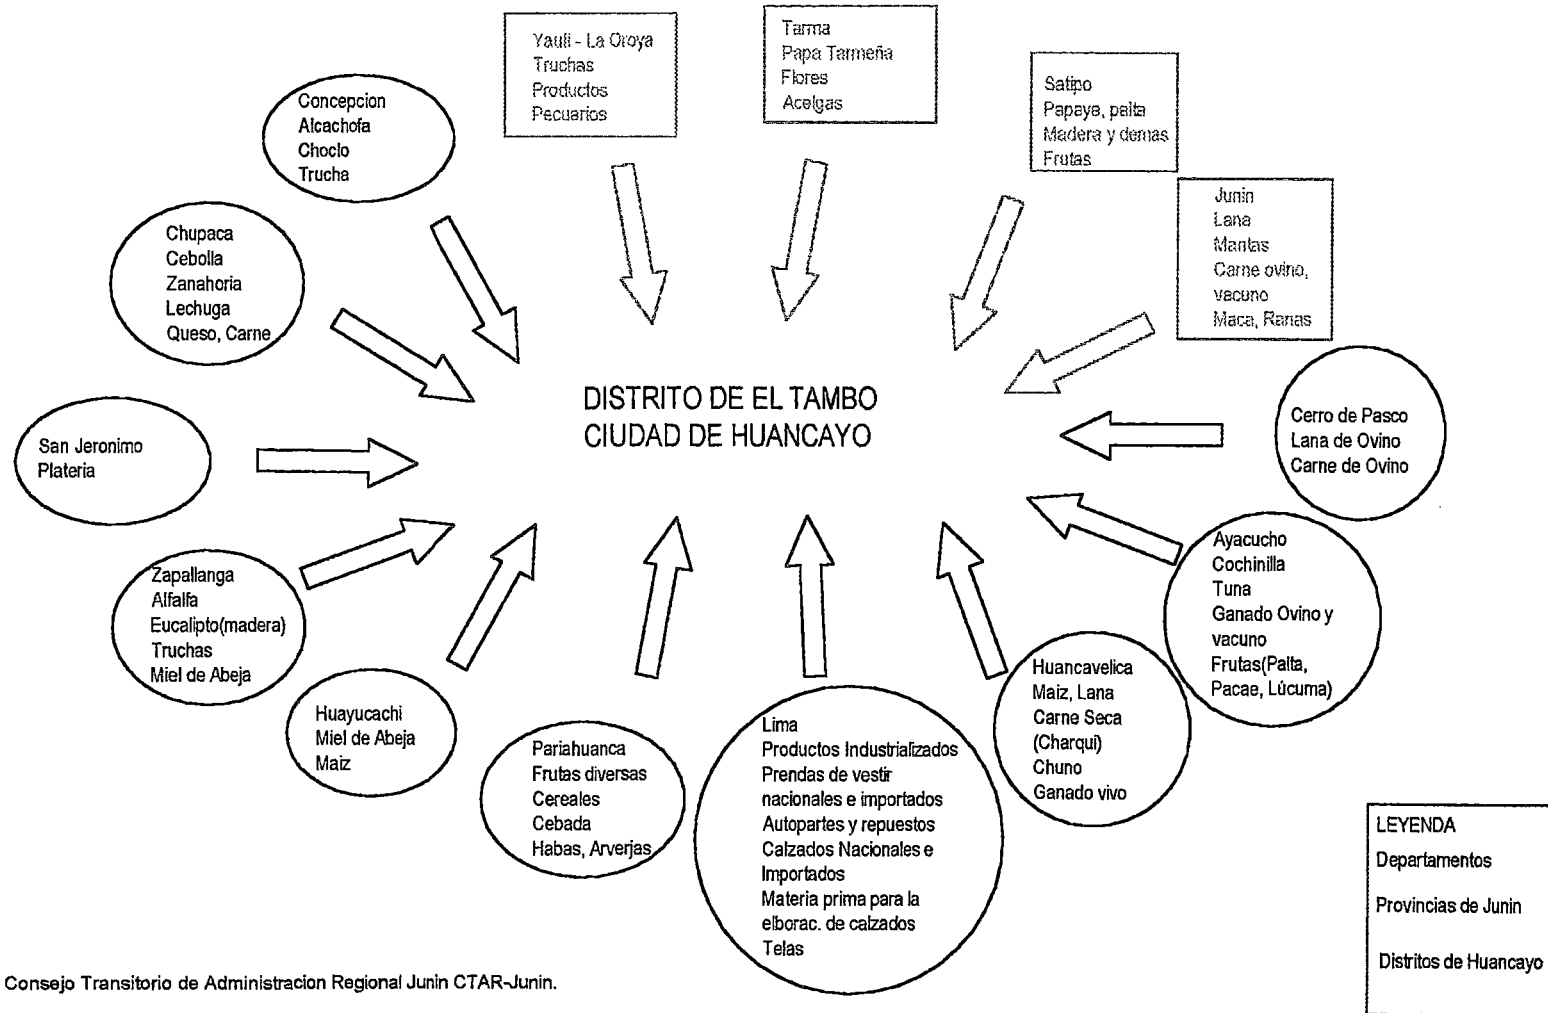 Yauli - La Oroya
Truchas
Productos
Pecuarios
Tarma
Papa Tarmeña
Flores
Acelgas
Satipo
Papaya, palta
Madera y demas
Frutas
Concepcion
Alcachofa
Choclo
Trucha
Junin
Lana
Mantas
Carne ovino,
vacuno
Maca, Ranas
Chupaca
Cebolla
Zanahoria
Lechuga
Queso, Carne
DISTRITO DE EL TAMBO
CIUDAD DE HUANCAYO
San Jeronimo
Plateria
Cerro de Pasco
Lana de Ovino
Carne de Ovino
Ayacucho
Cochinilla
Tuna
Ganado Ovino y
vacuno
Frutas(Palta,
Pacae, Lúcuma)
Zapallanga
Alfalfa
Eucalipto(madera)
Truchas
Miel de Abeja
Huayucachi
Miel de Abeja
Maiz
Pariahuanca
Frutas diversas
Cereales
Cebada
Habas, Arverjas
Lima
Productos Industrializados
Prendas de vestir
nacionales e importados
Autopartes y repuestos
Calzados Nacionales e
Importados
Materia prima para la
elborac. de calzados
Telas
Huancavelica
Maiz, Lana
Carne Seca
(Charqui)
Chuno
Ganado vivo
LEYENDA
Departamentos
Provincias de Junin
Distritos de Huancayo
Consejo Transitorio de Administracion Regional Junin CTAR-Junin.